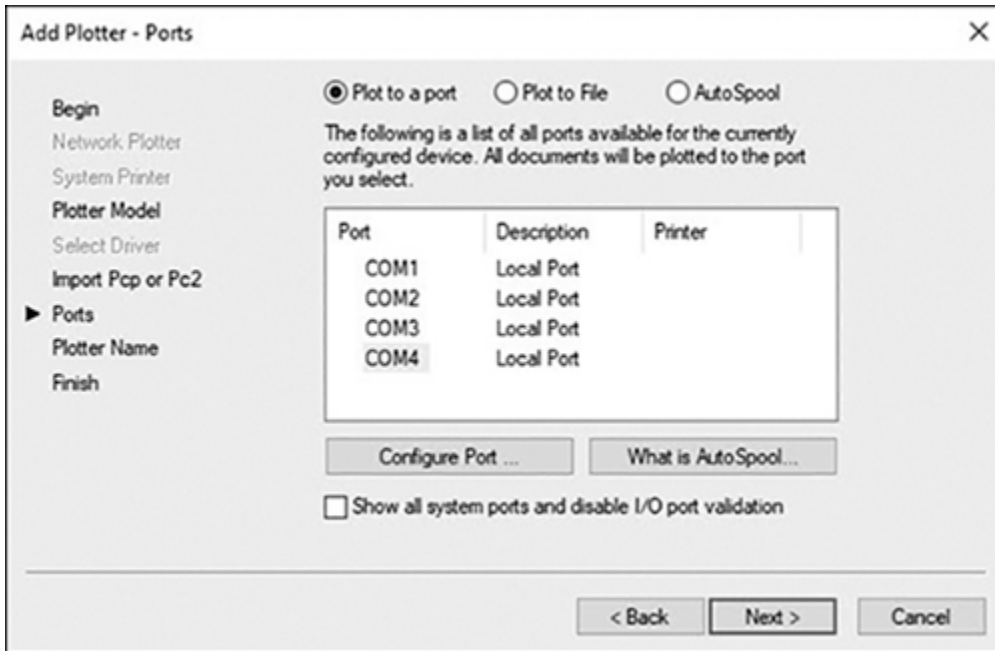 Add Plotter - Ports
Begin
Network Plotter
System Printer
Plotter Model
Select Driver
Import Pcp or Pc2
Ports
Plotter Name
Finish
Plot to a port Plot to File AutoSpool
The following is a list of all ports available for the currently
configured device. All documents will be plotted to the port
you select.
Port Description Printer
COM1 Local Port
COM2 Local Port
COM3 Local Port
COM4 Local Port
Configure Port ... What is AutoSpool...
Show all system ports and disable I/O port validation
< Back Next > Cancel